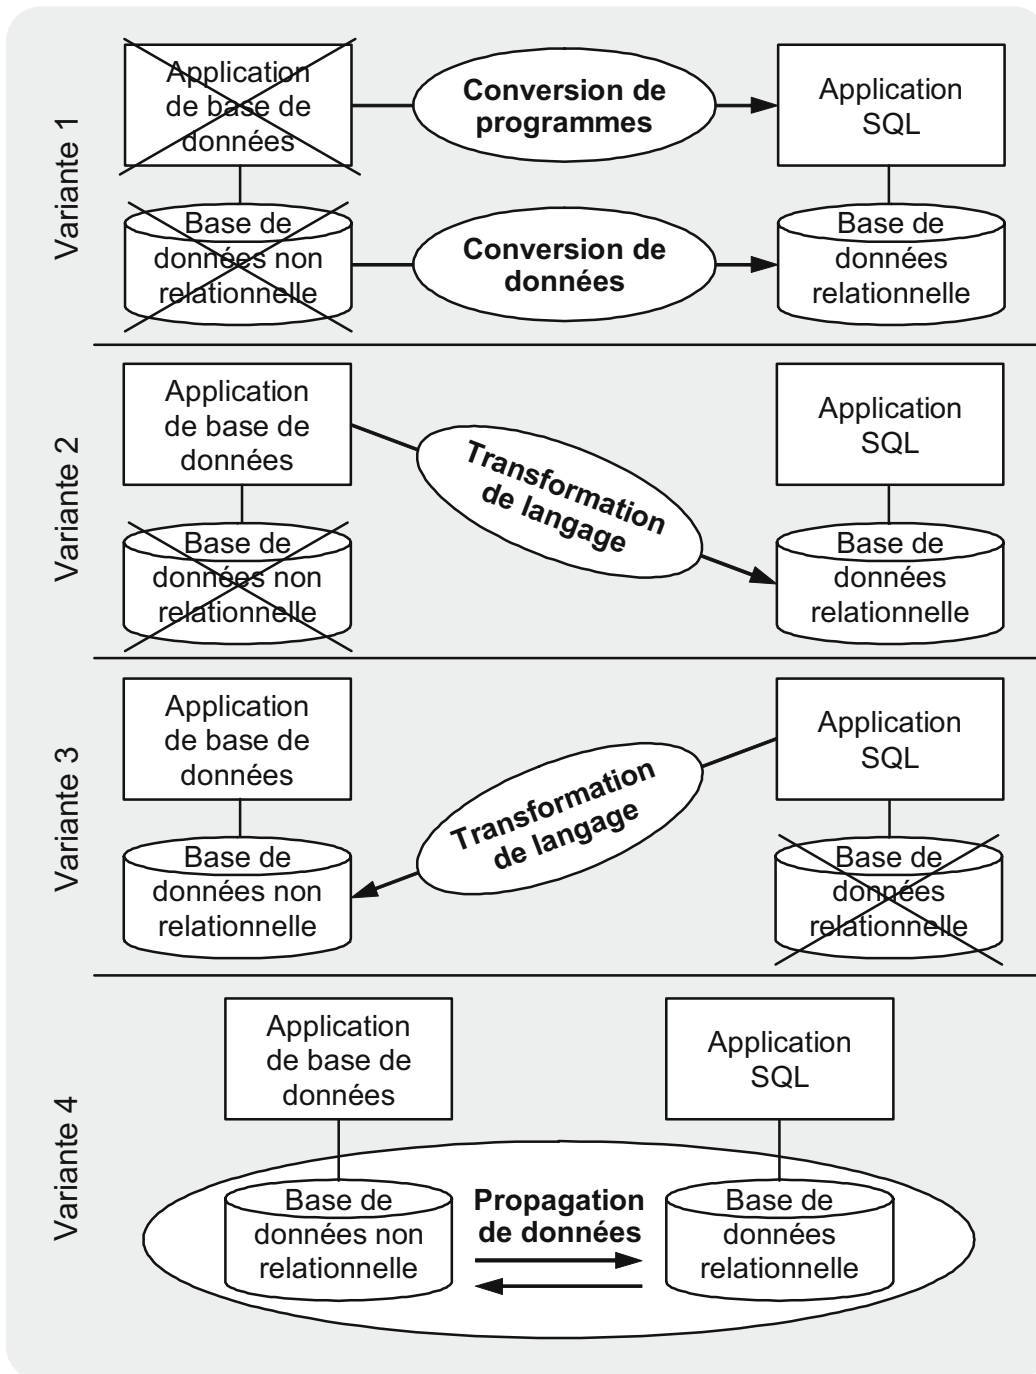 Variante 1
Application
de base de
données
Conversion de
programmes
Application
SQL
Base de
données non
relationnelle
Conversion de
données
Base de
données
relationnelle
Variante 2
Application
de base de
données
Transformation
de langage
Application
SQL
Base de
données non
relationnelle
Base de
données
relationnelle
Variante 3
Application
de base de
données
Transformation
de langage
Application
SQL
Base de
données non
relationnelle
Base de
données
relationnelle
Variante 4
Application
de base de
données
Application
SQL
Base de
données non
relationnelle
Propagation
de données
Base de
données
relationnelle